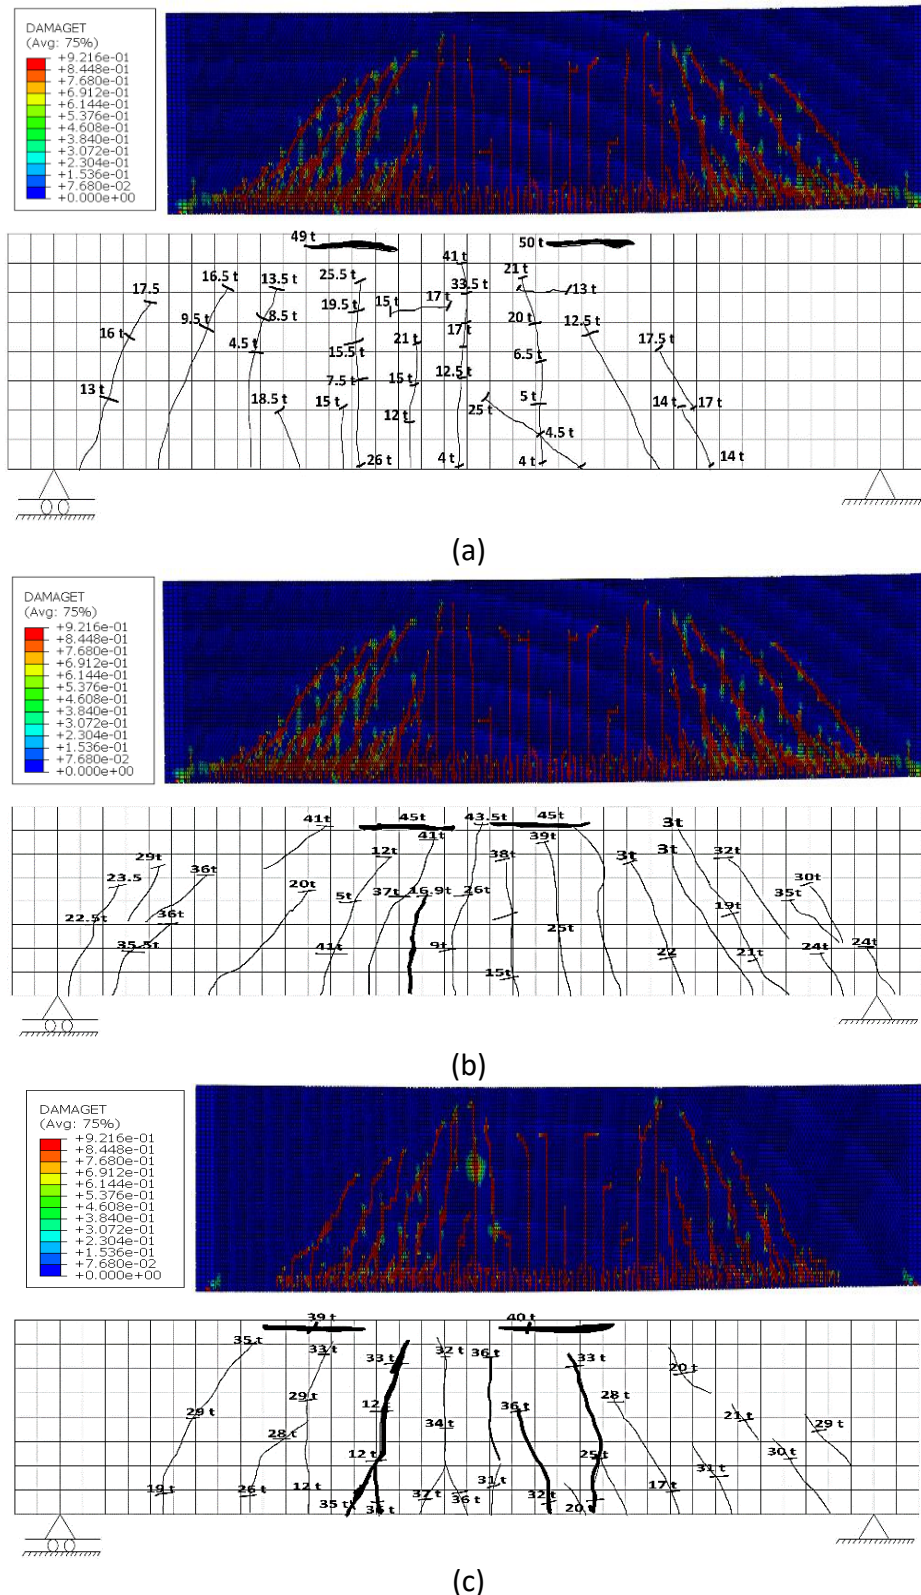 DAMAGET
(Avg: 75%)
+9.216e-01
+8.448e-01
+7.680e-01
+6.912e-01
+6.144e-01
+5.376e-01
+4.608e-01
+3.840e-01
+3.072e-01
+2.304e-01
+1.536e-01
+7.680e-02
+0.000e+00
49 t 50 t
41 t
16.5 t 13.5 t 25.5 t 21 t
17.5 33.5 t 13 t
15 t 17 t
9.5 t 8.5 t 19.5 t 20 t 12.5 t
16 t 4.5 t 21 t 17 t 17.5 t
15.5 t 6.5 t
7.5 t 15 t 12.5 t
13 t 5 t
18.5 t 15 t 25 t 14 t 17 t
12 t 4.5 t
26 t 4 t 4 t 14 t
(a)
DAMAGET
(Avg: 75%)
+9.216e-01
+8.448e-01
+7.680e-01
+6.912e-01
+6.144e-01
+5.376e-01
+4.608e-01
+3.840e-01
+3.072e-01
+2.304e-01
+1.536e-01
+7.680e-02
+0.000e+00
41t 45t 43.5t 45t
41t 39t 3t
29t 12t 38t 3t 3t 32t
23.5 36t 20t 5t 37t 16.9t 26t 35t 30t
22.5t 36t 19t
35.5t 41t 9t 25t 22 21t 24t 24t
15t
(b)
DAMAGET
(Avg: 75%)
+9.216e-01
+8.448e-01
+7.680e-01
+6.912e-01
+6.144e-01
+5.376e-01
+4.608e-01
+3.840e-01
+3.072e-01
+2.304e-01
+1.536e-01
+7.680e-02
+0.000e+00
39 t 40 t
35 t 33 t 33 t 32 t 36 t 33 t
20 t
29 t 12 t 36 t 28 t
29 t 34 t 21 t 29 t
28 t 12 t 25 t 30 t
19 t 26 t 12 t 31 t 17 t 31 t
35 t 36 t 37 t 36 t 32 t 20 t
(c)